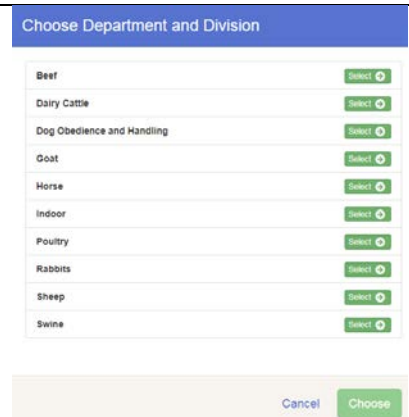 Choose Department and Division
Beef Select
Dairy Cattle Select
Dog Obedience and Handling Select
Goat Select
Horse Select
Indoor Select
Poultry Select
Rabbits Select
Sheep Select
Swine Select
Cancel Choose